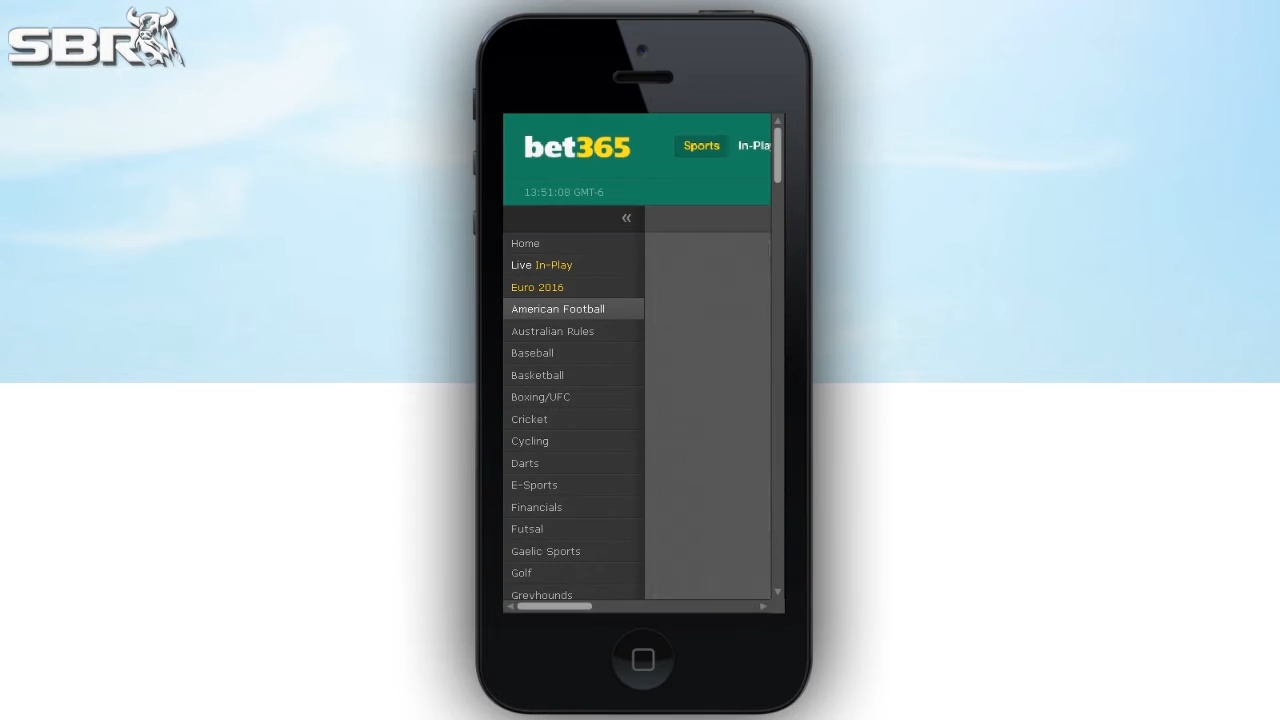 SBR
bet365
Sports
In-Pla
13:51:08 GMT-6
«
Home
Live In-Play
Euro 2016
American Football
Australian Rules
Baseball
Basketball
Boxing/UFC
Cricket
Cycling
Darts
E-Sports
Financials
Futsal
Gaelic Sports
Golf
Greyhounds